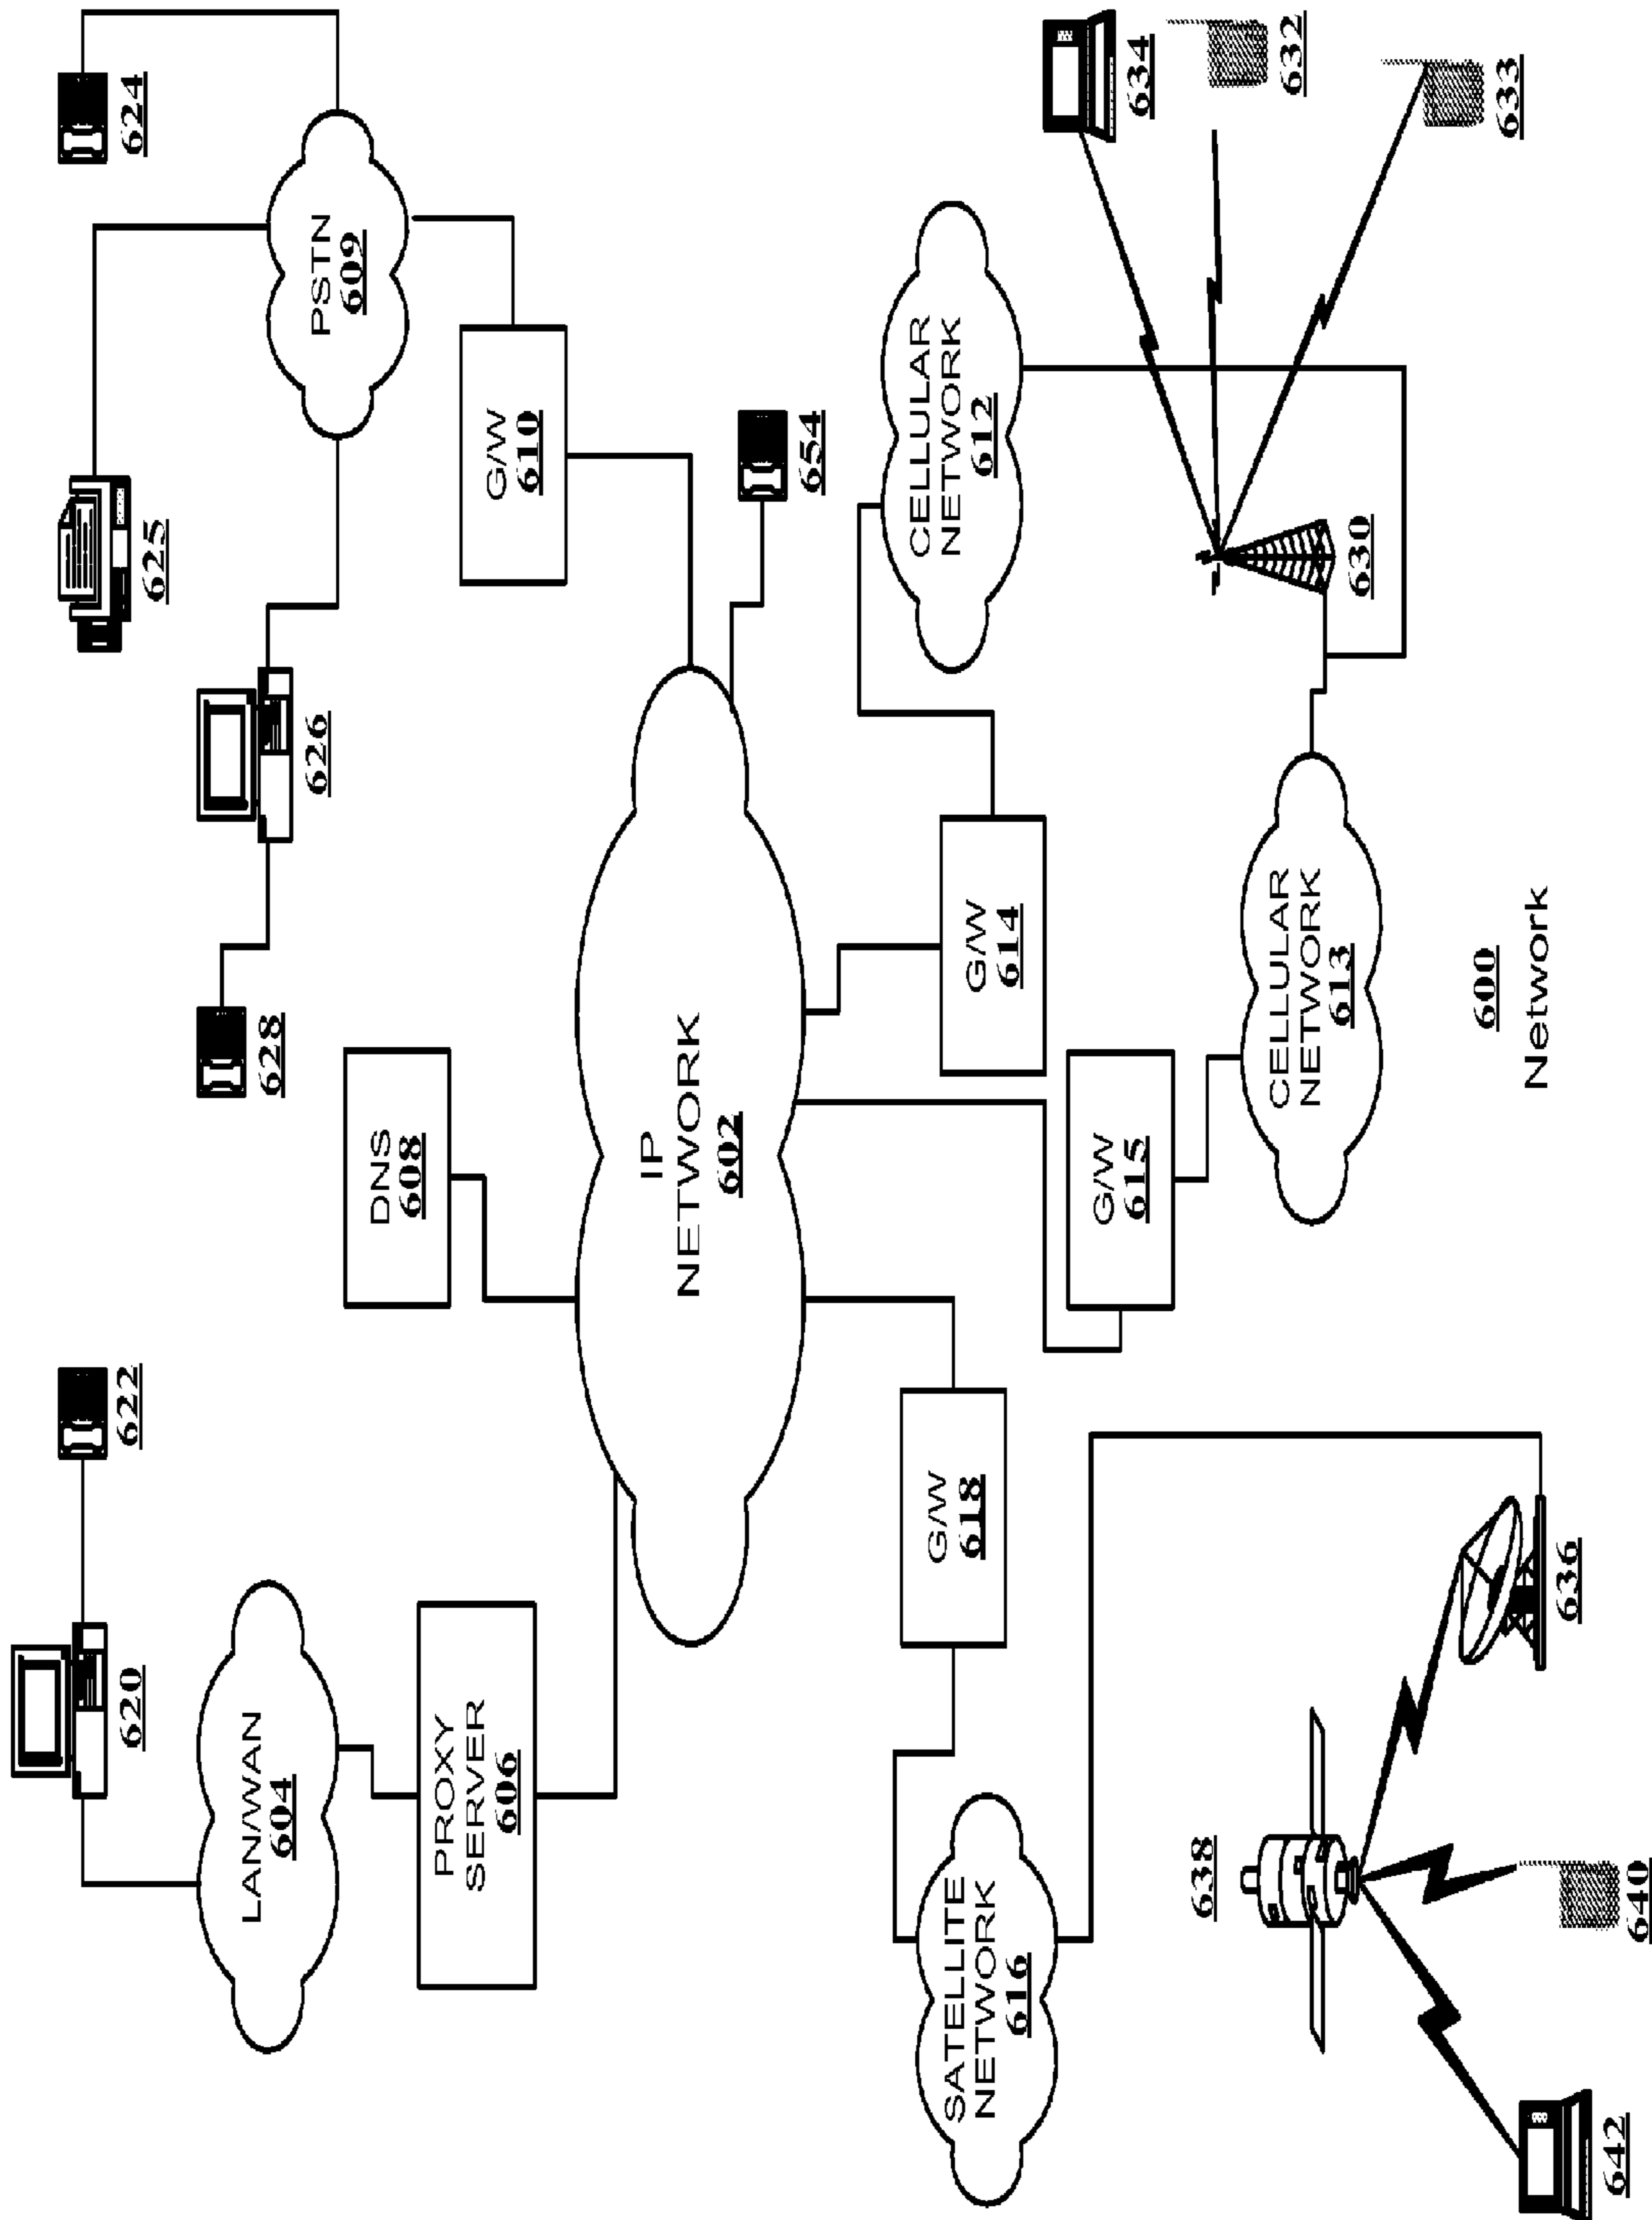 620
622
625
624
LAN/WAN
604
628
626
PSTN
609
PROXY
SERVER
606
DNS
608
G/W
610
IP
NETWORK
602
654
SATELLITE
NETWORK
616
G/W
618
G/W
614
CELLULAR
NETWORK
612
G/W
615
634
632
633
638
CELLULAR
NETWORK
613
630
642
640
636
600
Network